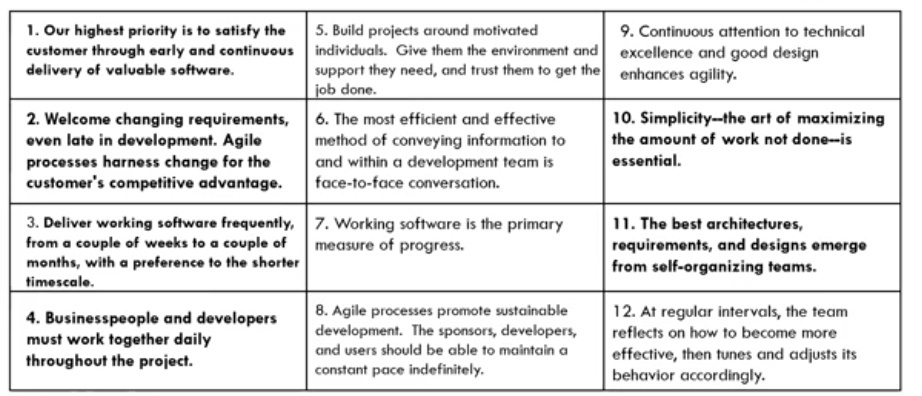 1. Our highest priority is to satisfy the
customer through early and continuous
delivery of valuable software.
2. Welcome changing requirements,
even late in development. Agile
processes harness change for the
customer's competitive advantage.
3. Deliver working software frequently,
from a couple of weeks to a couple of
months, with a preference to the shorter
timescale.
4. Businesspeople and developers
must work together daily
throughout the project.
5. Build projects around motivated
individuals. Give them the environment and
support they need, and trust them to get the
job done.
6. The most efficient and effective
method of conveying information to
and within a development team is
face-to-face conversation.
7. Working software is the primary
measure of progress.
8. Agile processes promote sustainable
development. The sponsors, developers,
and users should be able to maintain a
constant pace indefinitely.
9. Continuous attention to technical
excellence and good design
enhances agility.
10. Simplicity--the art of maximizing
the amount of work not done--is
essential.
11. The best architectures,
requirements, and designs emerge
from self-organizing teams.
12. At regular intervals, the team
reflects on how to become more
effective, then tunes and adjusts its
behavior accordingly.